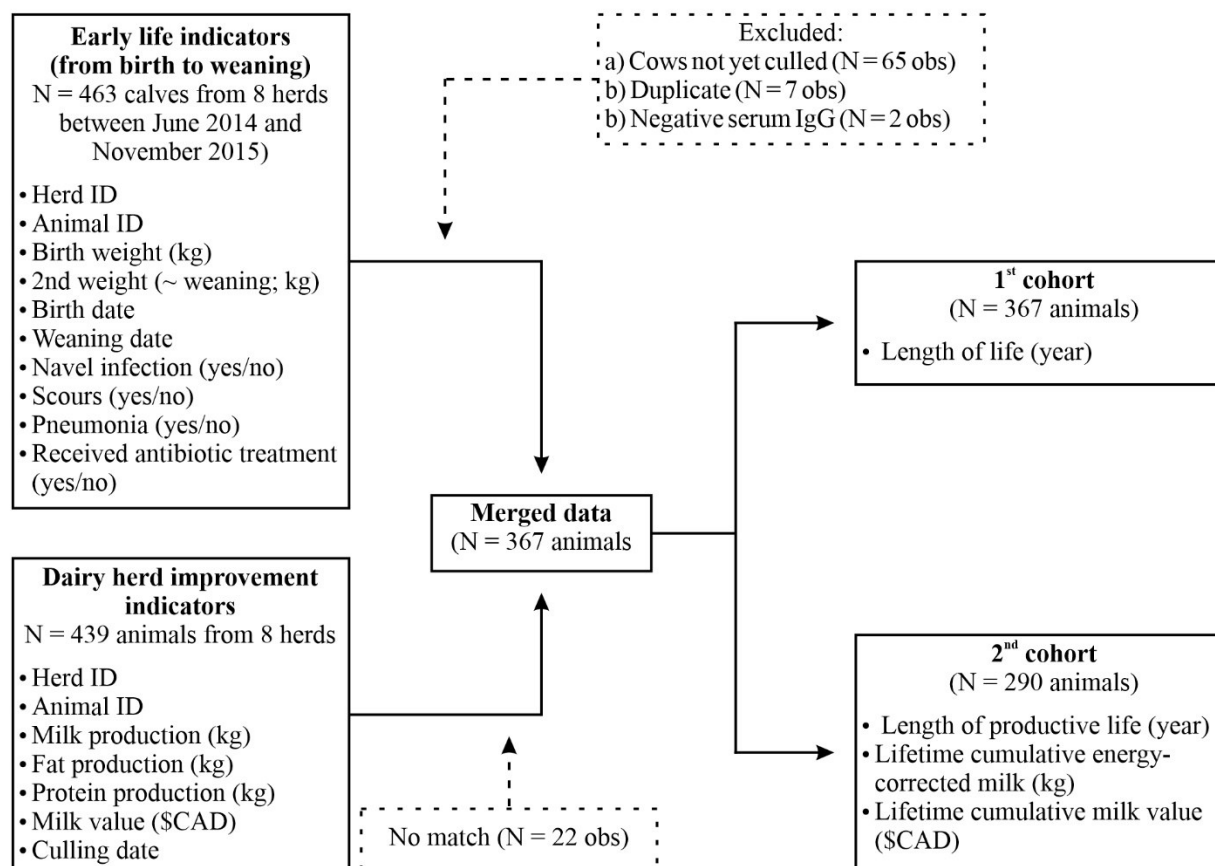 Early life indicators
(from birth to weaning)
N = 463 calves from 8 herds
between June 2014 and
November 2015)
• Herd ID
• Animal ID
• Birth weight (kg)
• 2nd weight (~ weaning; kg)
• Birth date
• Weaning date
• Navel infection (yes/no)
• Scours (yes/no)
• Pneumonia (yes/no)
• Received antibiotic treatment
(yes/no)
Excluded:
a) Cows not yet culled (N = 65 obs)
b) Duplicate (N = 7 obs)
b) Negative serum IgG (N = 2 obs)
Dairy herd improvement
indicators
N = 439 animals from 8 herds
• Herd ID
• Animal ID
• Milk production (kg)
• Fat production (kg)
• Protein production (kg)
• Milk value ($CAD)
• Culling date
No match (N = 22 obs)
Merged data
(N = 367 animals
1st cohort
(N = 367 animals)
• Length of life (year)
2nd cohort
(N = 290 animals)
• Length of productive life (year)
• Lifetime cumulative energy-
corrected milk (kg)
• Lifetime cumulative milk value
($CAD)